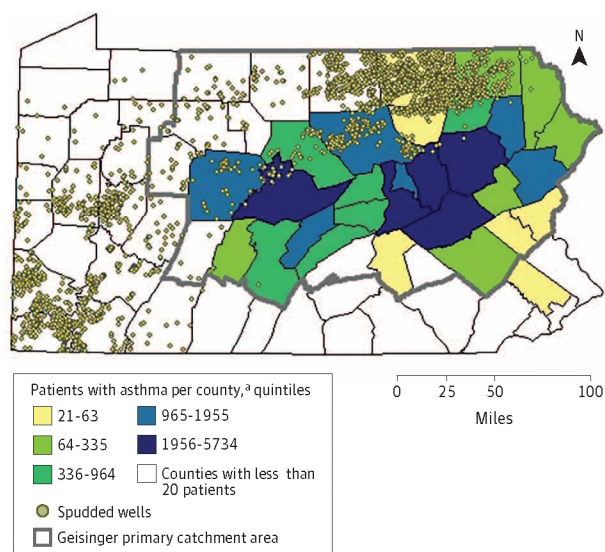 N
0 25 50 100
Miles
Patients with asthma per county,ª quintiles
21-63
965-1955
64-335
1956-5734
336-964
Counties with less than
20 patients
Spudded wells
Geisinger primary catchment area